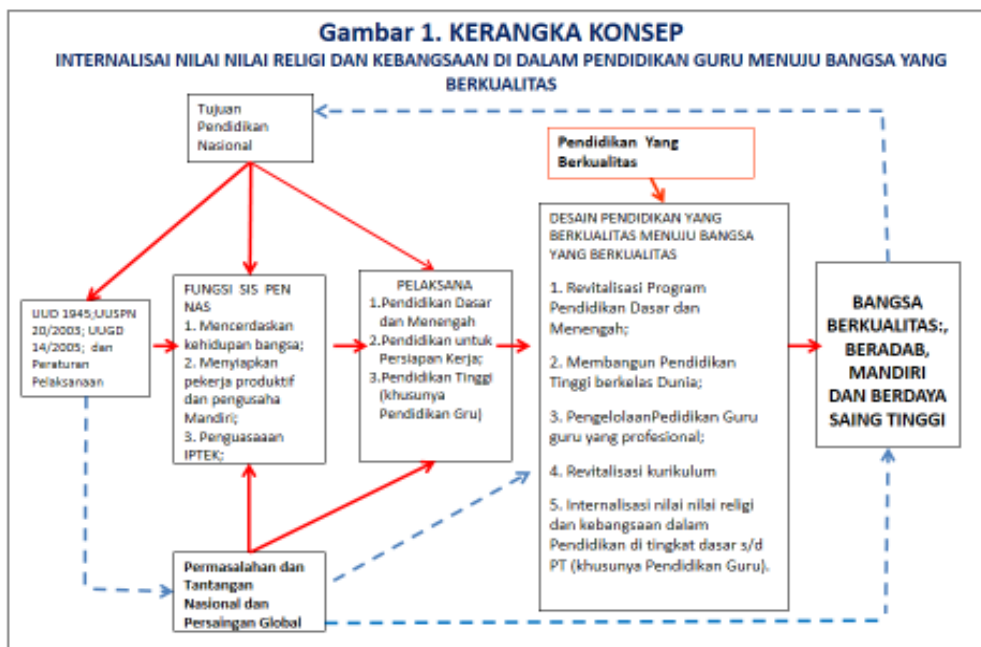 Gambar 1. KERANGKA KONSEP
INTERNALISAI NILAI NILAI RELIGI DAN KEBANGSAAN DI DALAM PENDIDIKAN GURU MENUJU BANGSA YANG
BERKUALITAS
Tujuan
Pendidikan
Nasional
Pendidikan Yang
Berkualitas
UUD 1945;UUSPN
20/2003; UUGD
14/2005; dan
Peraturan
Pelaksanaan
FUNGSI SIS PEN
NAS
1. Mencerdaskan
kehidupan bangsa;
2. Menyiapkan
pekerja produktif
dan pengusaha
Mandiri;
3. Penguasaaan
IPTEK;
PELAKSANA
1.Pendidikan Dasar
dan Menengah
2.Pendidikan untuk
Persiapan Kerja;
3.Pendidikan Tinggi
(khusunya
Pendidikan Gru)
DESAIN PENDIDIKAN YANG
BERKUALITAS MENUJU BANGSA
YANG BERKUALITAS
1. Revitalisasi Program
Pendidikan Dasar dan
Menengah;
2. Membangun Pendidikan
Tinggi berkelas Dunia;
3. PengelolaanPedidikan Guru
guru yang profesional;
4. Revitalisasi kurikulum
5. Internalisasi nilai nilai religi
dan kebangsaan dalam
Pendidikan di tingkat dasar s/d
PT (khusunya Pendidikan Guru).
BANGSA
BERKUALITAS:,
BERADAB,
MANDIRI
DAN BERDAYA
SAING TINGGI
Permasalahan dan
Tantangan
Nasional dan
Persaingan Global